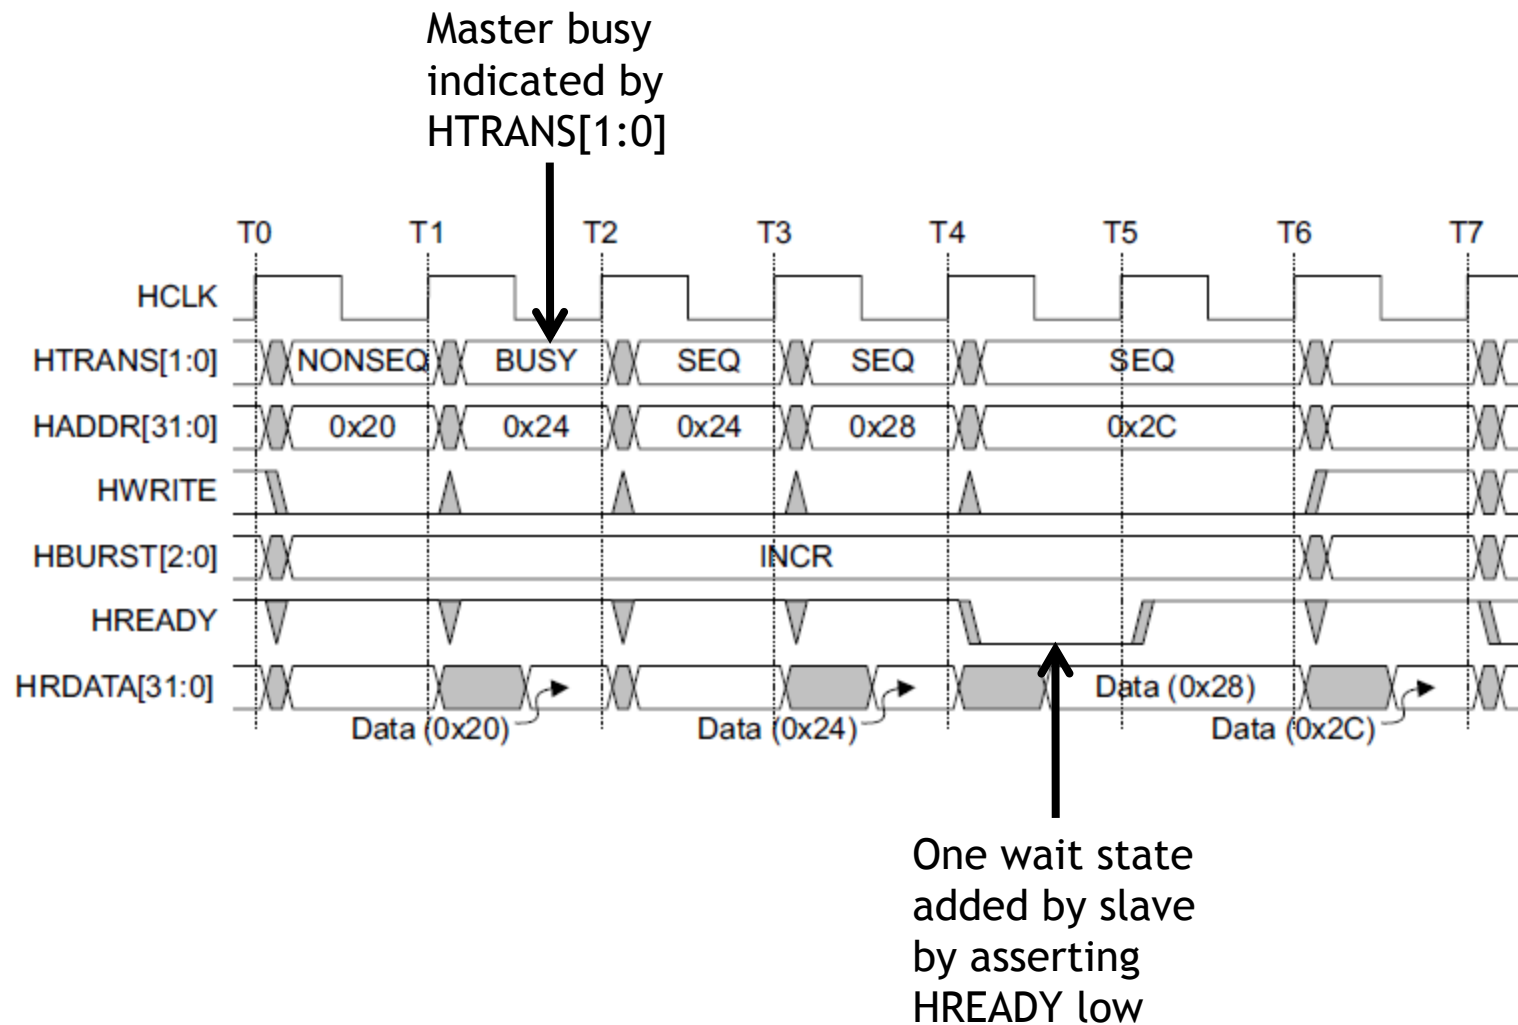 Master busy
indicated by
HTRANS[1:0]
T0 T1 T2 T3 T4 T5 T6 T7
HCLK
HTRANS[1:0] NONSEQ BUSY SEQ SEQ SEQ
HADDR[31:0] 0x20 0x24 0x24 0x28 0x2C
HWRITE
HBURST[2:0] INCR
HREADY
HRDATA[31:0] Data (0x28)
Data (0x20) Data (0x24) Data (0x2C)
One wait state
added by slave
by asserting
HREADY low